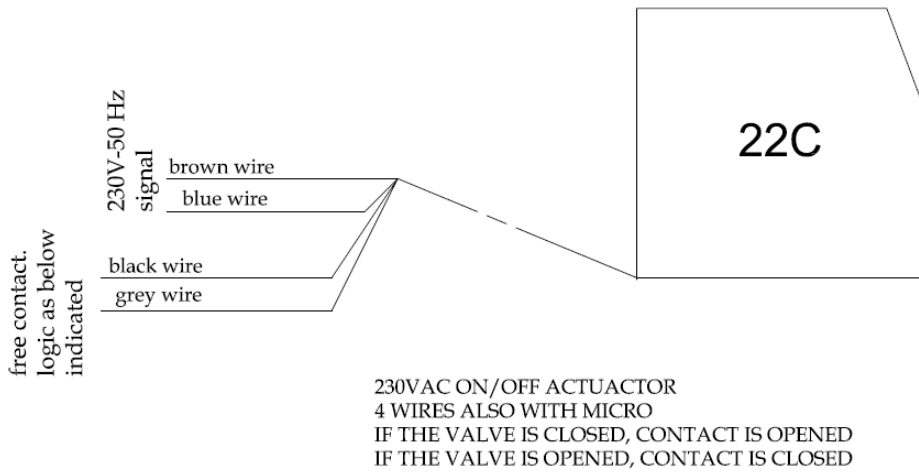 230V-50 Hz
signal
brown wire
blue wire
22C
free contact.
logic as below
indicated
black wire
grey wire
230VAC ON/OFF ACTUACTOR
4 WIRES ALSO WITH MICRO
IF THE VALVE IS CLOSED, CONTACT IS OPENED
IF THE VALVE IS OPENED, CONTACT IS CLOSED